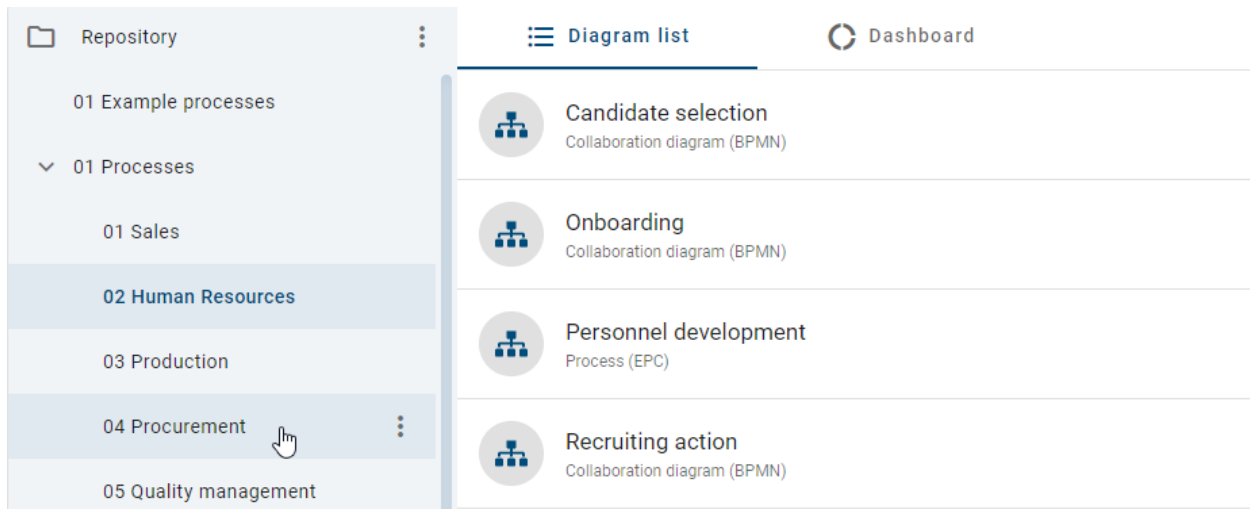 Repository
01 Example processes
01 Processes
01 Sales
02 Human Resources
03 Production
04 Procurement
05 Quality management
Diagram list
Dashboard
Candidate selection
Collaboration diagram (BPMN)
Onboarding
Collaboration diagram (BPMN)
Personnel development
Process (EPC)
Recruiting action
Collaboration diagram (BPMN)